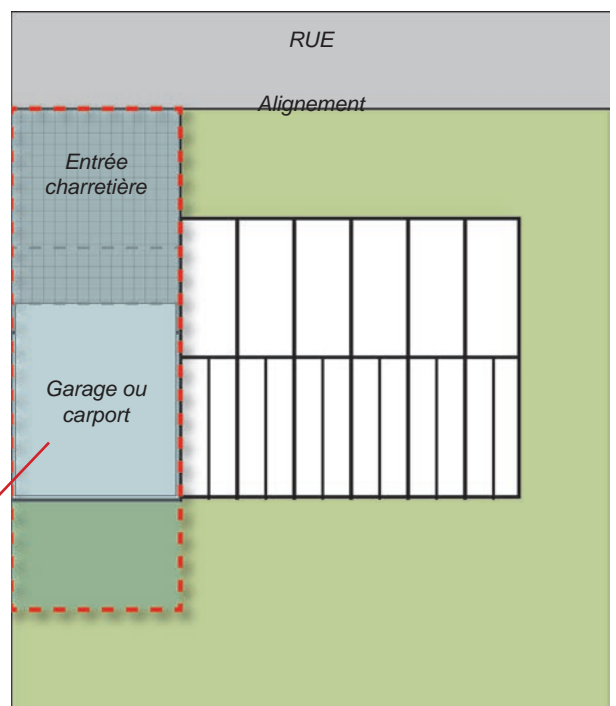 RUE
Alignement
Entrée
charretière
Garage ou
carport